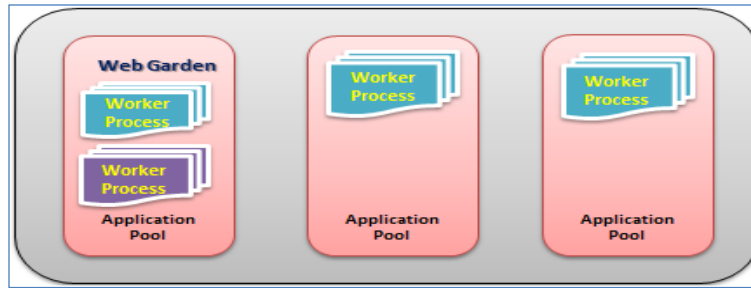 Web Garden
Worker
Process
Worker
Process
Application
Pool
Worker
Process
Application
Pool
Worker
Process
Application
Pool